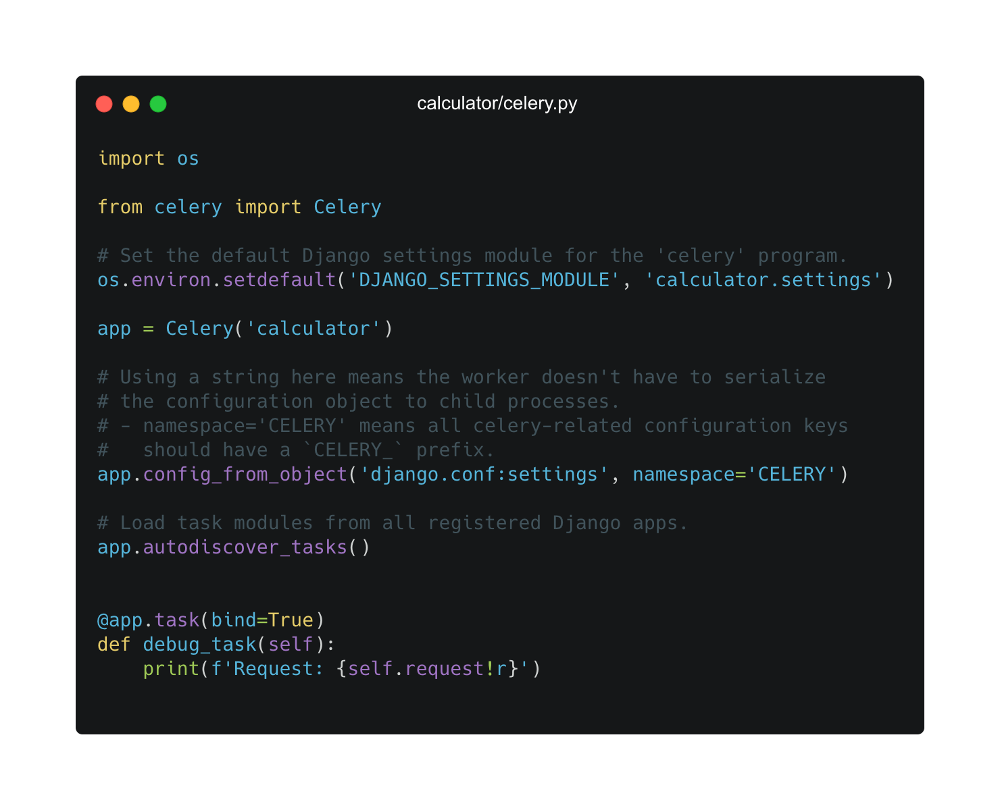 calculator/celery.py
import os
from celery import Celery
# Set the default Django settings module for the 'celery' program.
os.environ.setdefault('DJANGO_SETTINGS_MODULE', 'calculator.settings')
app = Celery('calculator')
# Using a string here means the worker doesn't have to serialize
# the configuration object to child processes.
# - namespace='CELERY' means all celery-related configuration keys
#   should have a `CELERY_` prefix.
app.config_from_object('django.conf:settings', namespace='CELERY')
# Load task modules from all registered Django apps.
app.autodiscover_tasks()
@app.task(bind=True)
def debug_task(self):
    print(f'Request: {self.request!r}')